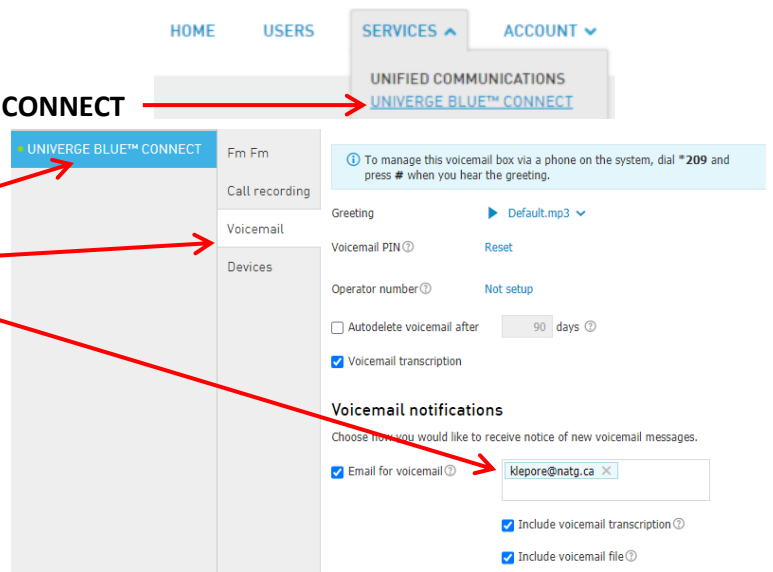 HOME USERS SERVICES ACCOUNT
UNIFIED COMMUNICATIONS
CONNECT
UNIVERGE BLUE™ CONNECT
UNIVERGE BLUE™ CONNECT
Fm Fm
Call recording
Voicemail
Devices
To manage this voicemail box via a phone on the system, dial *209 and
press # when you hear the greeting.
Greeting Default.mp3
Voicemail PIN Reset
Operator number Not setup
Autodelete voicemail after 90 days
Voicemail transcription
Voicemail notifications
Choose how you would like to receive notice of new voicemail messages.
Email for voicemail klepore@natg.ca
Include voicemail transcription
Include voicemail file